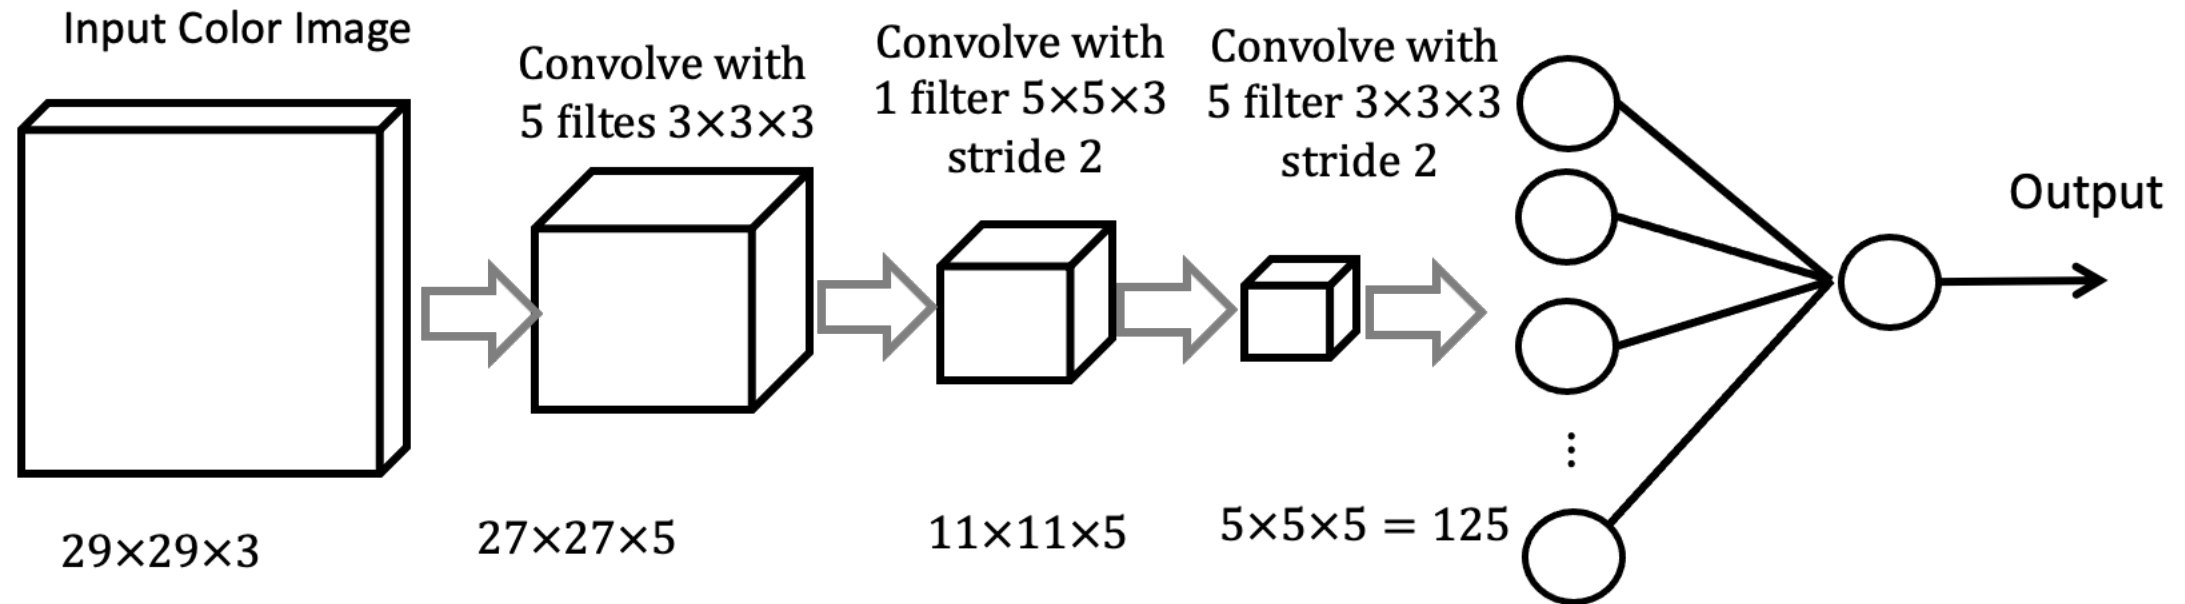 Input Color Image
Convolve with
5 filtes 3×3×3
Convolve with
1 filter 5×5×3
stride 2
Convolve with
5 filter 3×3×3
stride 2
Output
⋮
29×29×3
27×27×5
11×11×5
5×5×5 = 125